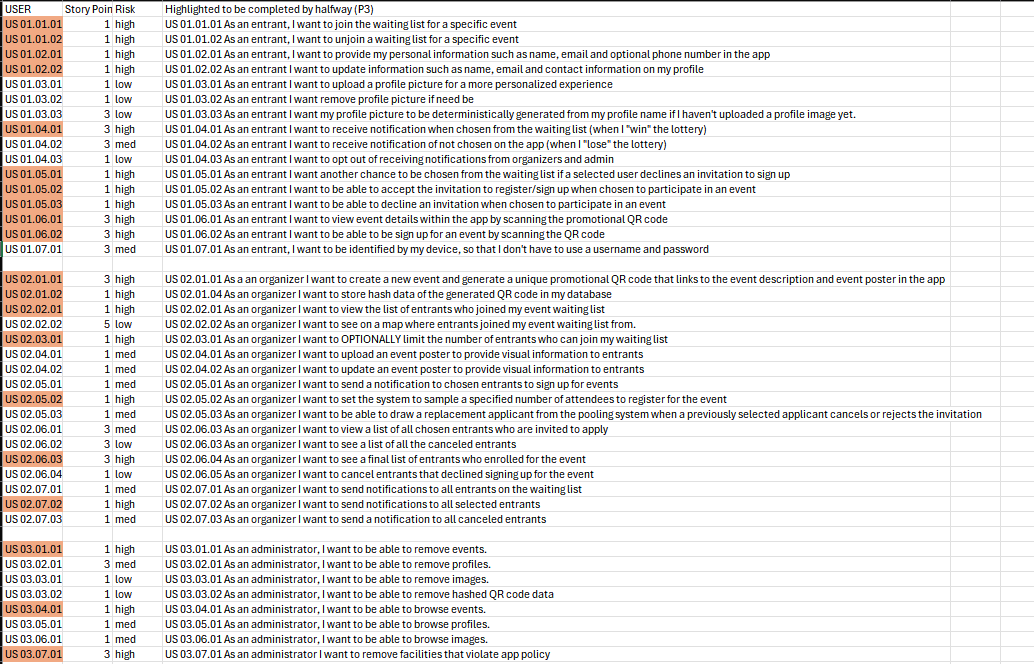 USER Story Poin Risk Highlighted to be completed by halfway (P3)
US 01.01.01 1 high US 01.01.01 As an entrant, I want to join the waiting list for a specific event
US 01.01.02 1 high US 01.01.02 As an entrant, I want to unjoin a waiting list for a specific event
US 01.02.01 1 high US 01.02.01 As an entrant, I want to provide my personal information such as name, email and optional phone number in the app
US 01.02.02 1 high US 01.02.02 As an entrant I want to update information such as name, email and contact information on my profile
US 01.03.01 1 low US 01.03.01 As an entrant I want to upload a profile picture for a more personalized experience
US 01.03.02 1 low US 01.03.02 As an entrant I want remove profile picture if need be
US 01.03.03 3 low US 01.03.03 As an entrant I want my profile picture to be deterministically generated from my profile name if I haven't uploaded a profile image yet.
US 01.04.01 3 high US 01.04.01 As an entrant I want to receive notification when chosen from the waiting list (when I "win" the lottery)
US 01.04.02 3 med US 01.04.02 As an entrant I want to receive notification of not chosen on the app (when I "lose" the lottery)
US 01.04.03 1 low US 01.04.03 As an entrant I want to opt out of receiving notifications from organizers and admin
US 01.05.01 1 high US 01.05.01 As an entrant I want another chance to be chosen from the waiting list if a selected user declines an invitation to sign up
US 01.05.02 1 high US 01.05.02 As an entrant I want to be able to accept the invitation to register/sign up when chosen to participate in an event
US 01.05.03 1 high US 01.05.03 As an entrant I want to be able to decline an invitation when chosen to participate in an event
US 01.06.01 3 high US 01.06.01 As an entrant I want to view event details within the app by scanning the promotional QR code
US 01.06.02 3 high US 01.06.02 As an entrant I want to be able to be sign up for an event by scanning the QR code
US 01.07.01 3 med US 01.07.01 As an entrant, I want to be identified by my device, so that I don't have to use a username and password
US 02.01.01 3 high US 02.01.01 As a an organizer I want to create a new event and generate a unique promotional QR code that links to the event description and event poster in the app
US 02.01.02 1 high US 02.01.04 As an organizer I want to store hash data of the generated QR code in my database
US 02.02.01 1 high US 02.02.01 As an organizer I want to view the list of entrants who joined my event waiting list
US 02.02.02 5 low US 02.02.02 As an organizer I want to see on a map where entrants joined my event waiting list from.
US 02.03.01 1 high US 02.03.01 As an organizer I want to OPTIONALLY limit the number of entrants who can join my waiting list
US 02.04.01 1 med US 02.04.01 As an organizer I want to upload an event poster to provide visual information to entrants
US 02.04.02 1 med US 02.04.02 As an organizer I want to update an event poster to provide visual information to entrants
US 02.05.01 1 med US 02.05.01 As an organizer I want to send a notification to chosen entrants to sign up for events
US 02.05.02 1 high US 02.05.02 As an organizer I want to set the system to sample a specified number of attendees to register for the event
US 02.05.03 1 med US 02.05.03 As an organizer I want to be able to draw a replacement applicant from the pooling system when a previously selected applicant cancels or rejects the invitation
US 02.06.01 3 med US 02.06.03 As an organizer I want to view a list of all chosen entrants who are invited to apply
US 02.06.02 3 low US 02.06.03 As an organizer I want to see a list of all the canceled entrants
US 02.06.03 3 high US 02.06.04 As an organizer I want to see a final list of entrants who enrolled for the event
US 02.06.04 1 low US 02.06.05 As an organizer I want to cancel entrants that declined signing up for the event
US 02.07.01 1 med US 02.07.01 As an organizer I want to send notifications to all entrants on the waiting list
US 02.07.02 1 high US 02.07.02 As an organizer I want to send notifications to all selected entrants
US 02.07.03 1 med US 02.07.03 As an organizer I want to send a notification to all canceled entrants
US 03.01.01 1 high US 03.01.01 As an administrator, I want to be able to remove events.
US 03.02.01 3 med US 03.02.01 As an administrator, I want to be able to remove profiles.
US 03.03.01 1 low US 03.03.01 As an administrator, I want to be able to remove images.
US 03.03.02 1 low US 03.03.02 As an administrator, I want to be able to remove hashed QR code data
US 03.04.01 1 high US 03.04.01 As an administrator, I want to be able to browse events.
US 03.05.01 1 med US 03.05.01 As an administrator, I want to be able to browse profiles.
US 03.06.01 1 med US 03.06.01 As an administrator, I want to be able to browse images.
US 03.07.01 3 high US 03.07.01 As an administrator I want to remove facilities that violate app policy